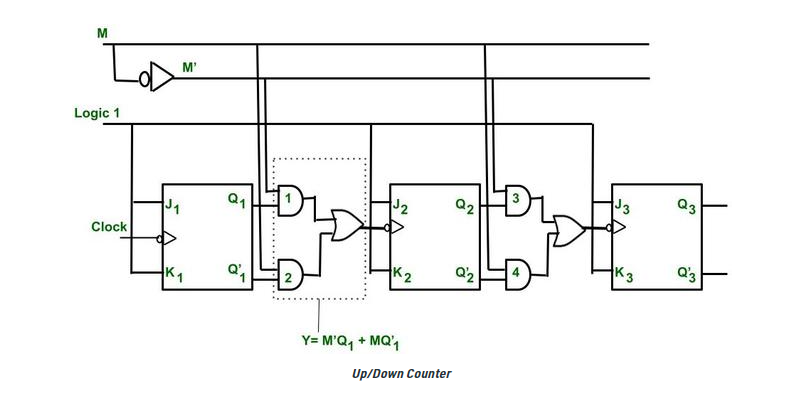 M
M'
Logic 1
J1
Q1
1
J2
Q2
3
J3
Q3
Clock
K1
Q'1
2
K2
Q'2
4
K3
Q'3
Y= M'Q1 + MQ'1
Up/Down Counter